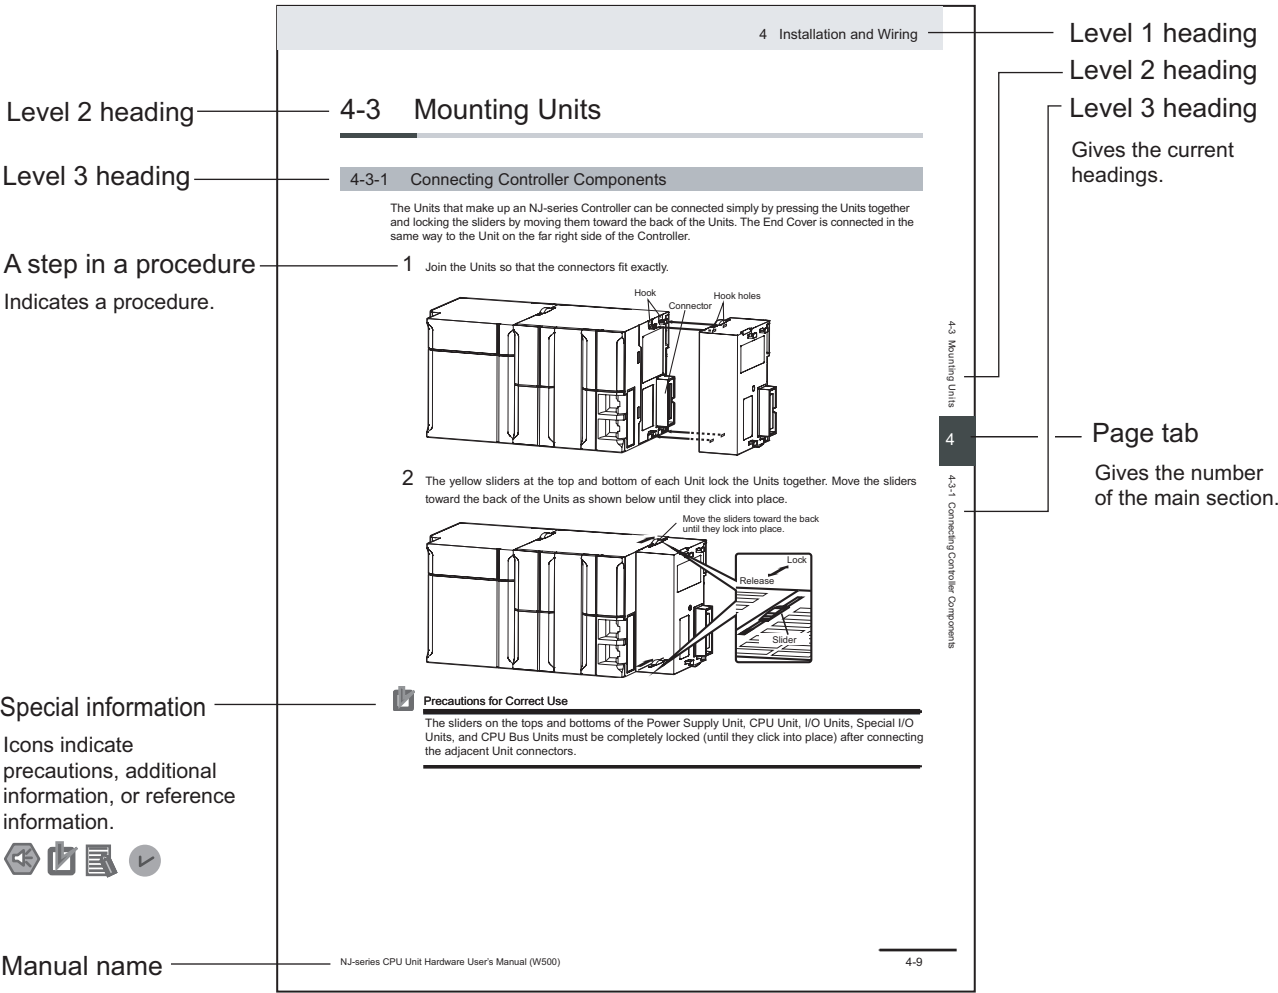 4 Installation and Wiring
Level 1 heading
Level 2 heading
Level 3 heading
Gives the current
headings.
Level 2 heading
4-3 Mounting Units
Level 3 heading
4-3-1 Connecting Controller Components
The Units that make up an NJ-series Controller can be connected simply by pressing the Units together
and locking the sliders by moving them toward the back of the Units. The End Cover is connected in the
same way to the Unit on the far right side of the Controller.
A step in a procedure
Indicates a procedure.
1 Join the Units so that the connectors fit exactly.
Hook
Connector
Hook holes
4-3 Mounting Units
4
Page tab
Gives the number
of the main section.
4-3-1 Connecting Controller Components
2 The yellow sliders at the top and bottom of each Unit lock the Units together. Move the sliders
toward the back of the Units as shown below until they click into place.
Move the sliders toward the back
until they lock into place.
Lock
Release
Slider
Special information
Icons indicate
precautions, additional
information, or reference
information.
Precautions for Correct Use
The sliders on the tops and bottoms of the Power Supply Unit, CPU Unit, I/O Units, Special I/O
Units, and CPU Bus Units must be completely locked (until they click into place) after connecting
the adjacent Unit connectors.
Manual name
NJ-series CPU Unit Hardware User's Manual (W500)
4-9